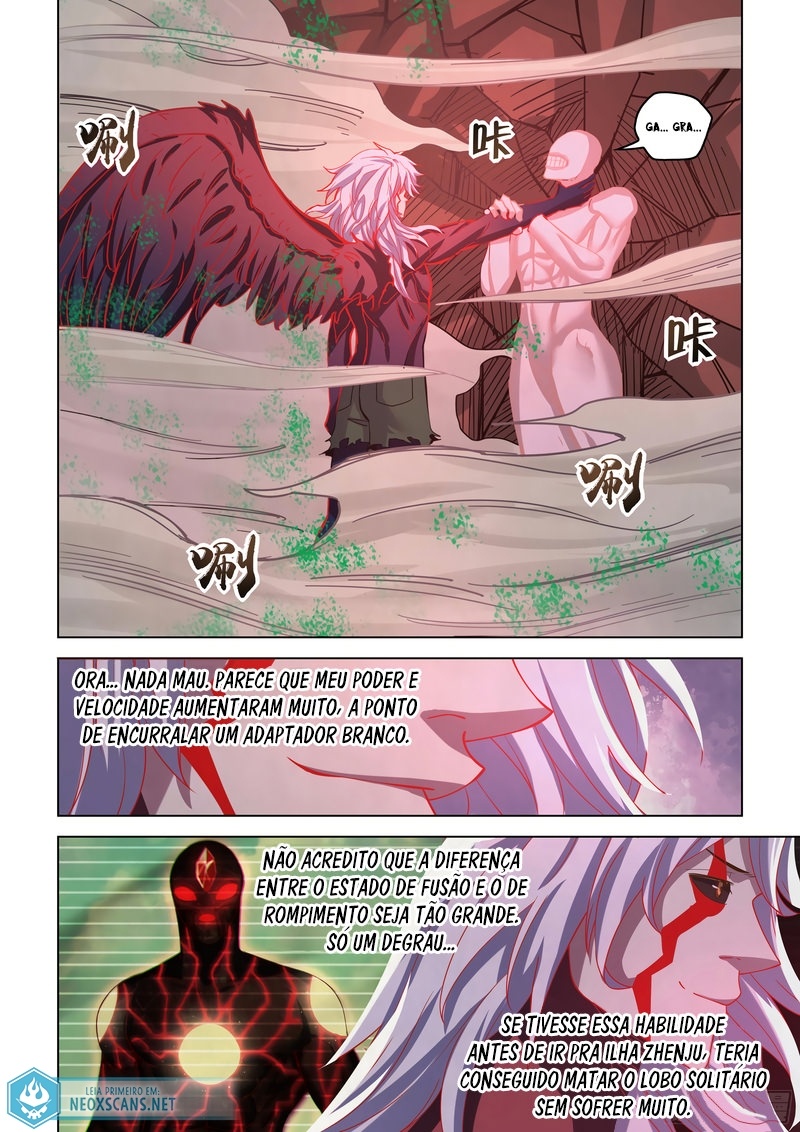 GA... GRA...
唰
咔
咔
唰
唰
ORA... NADA MAU. PARECE QUE MEU PODER E
VELOCIDADE AUMENTARAM MUITO, A PONTO
DE ENCURRALAR UM ADAPTADOR BRANCO.
NÃO ACREDITO QUE A DIFERENÇA
ENTRE O ESTADO DE FUSÃO E O DE
ROMPIMENTO SEJA TÃO GRANDE.
SÓ UM DEGRAU...
SE TIVESSE ESSA HABILIDADE
ANTES DE IR PRA ILHA ZHENJU, TERIA
CONSEGUIDO MATAR O LOBO SOLITÁRIO
SEM SOFRER MUITO.
LEIA PRIMEIRO EM:
NEOXSCANS.NET